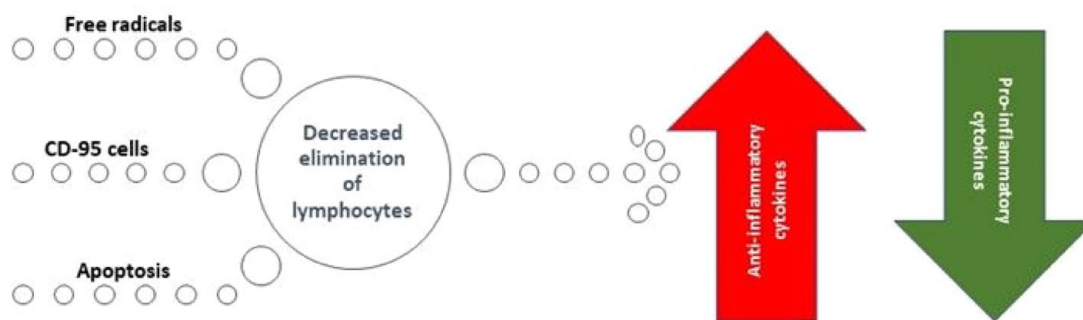 Free radicals
CD-95 cells
Apoptosis
Decreased
elimination
of
lymphocytes
Anti-inflammatory
cytokines
Pro-inflammatory
cytokines